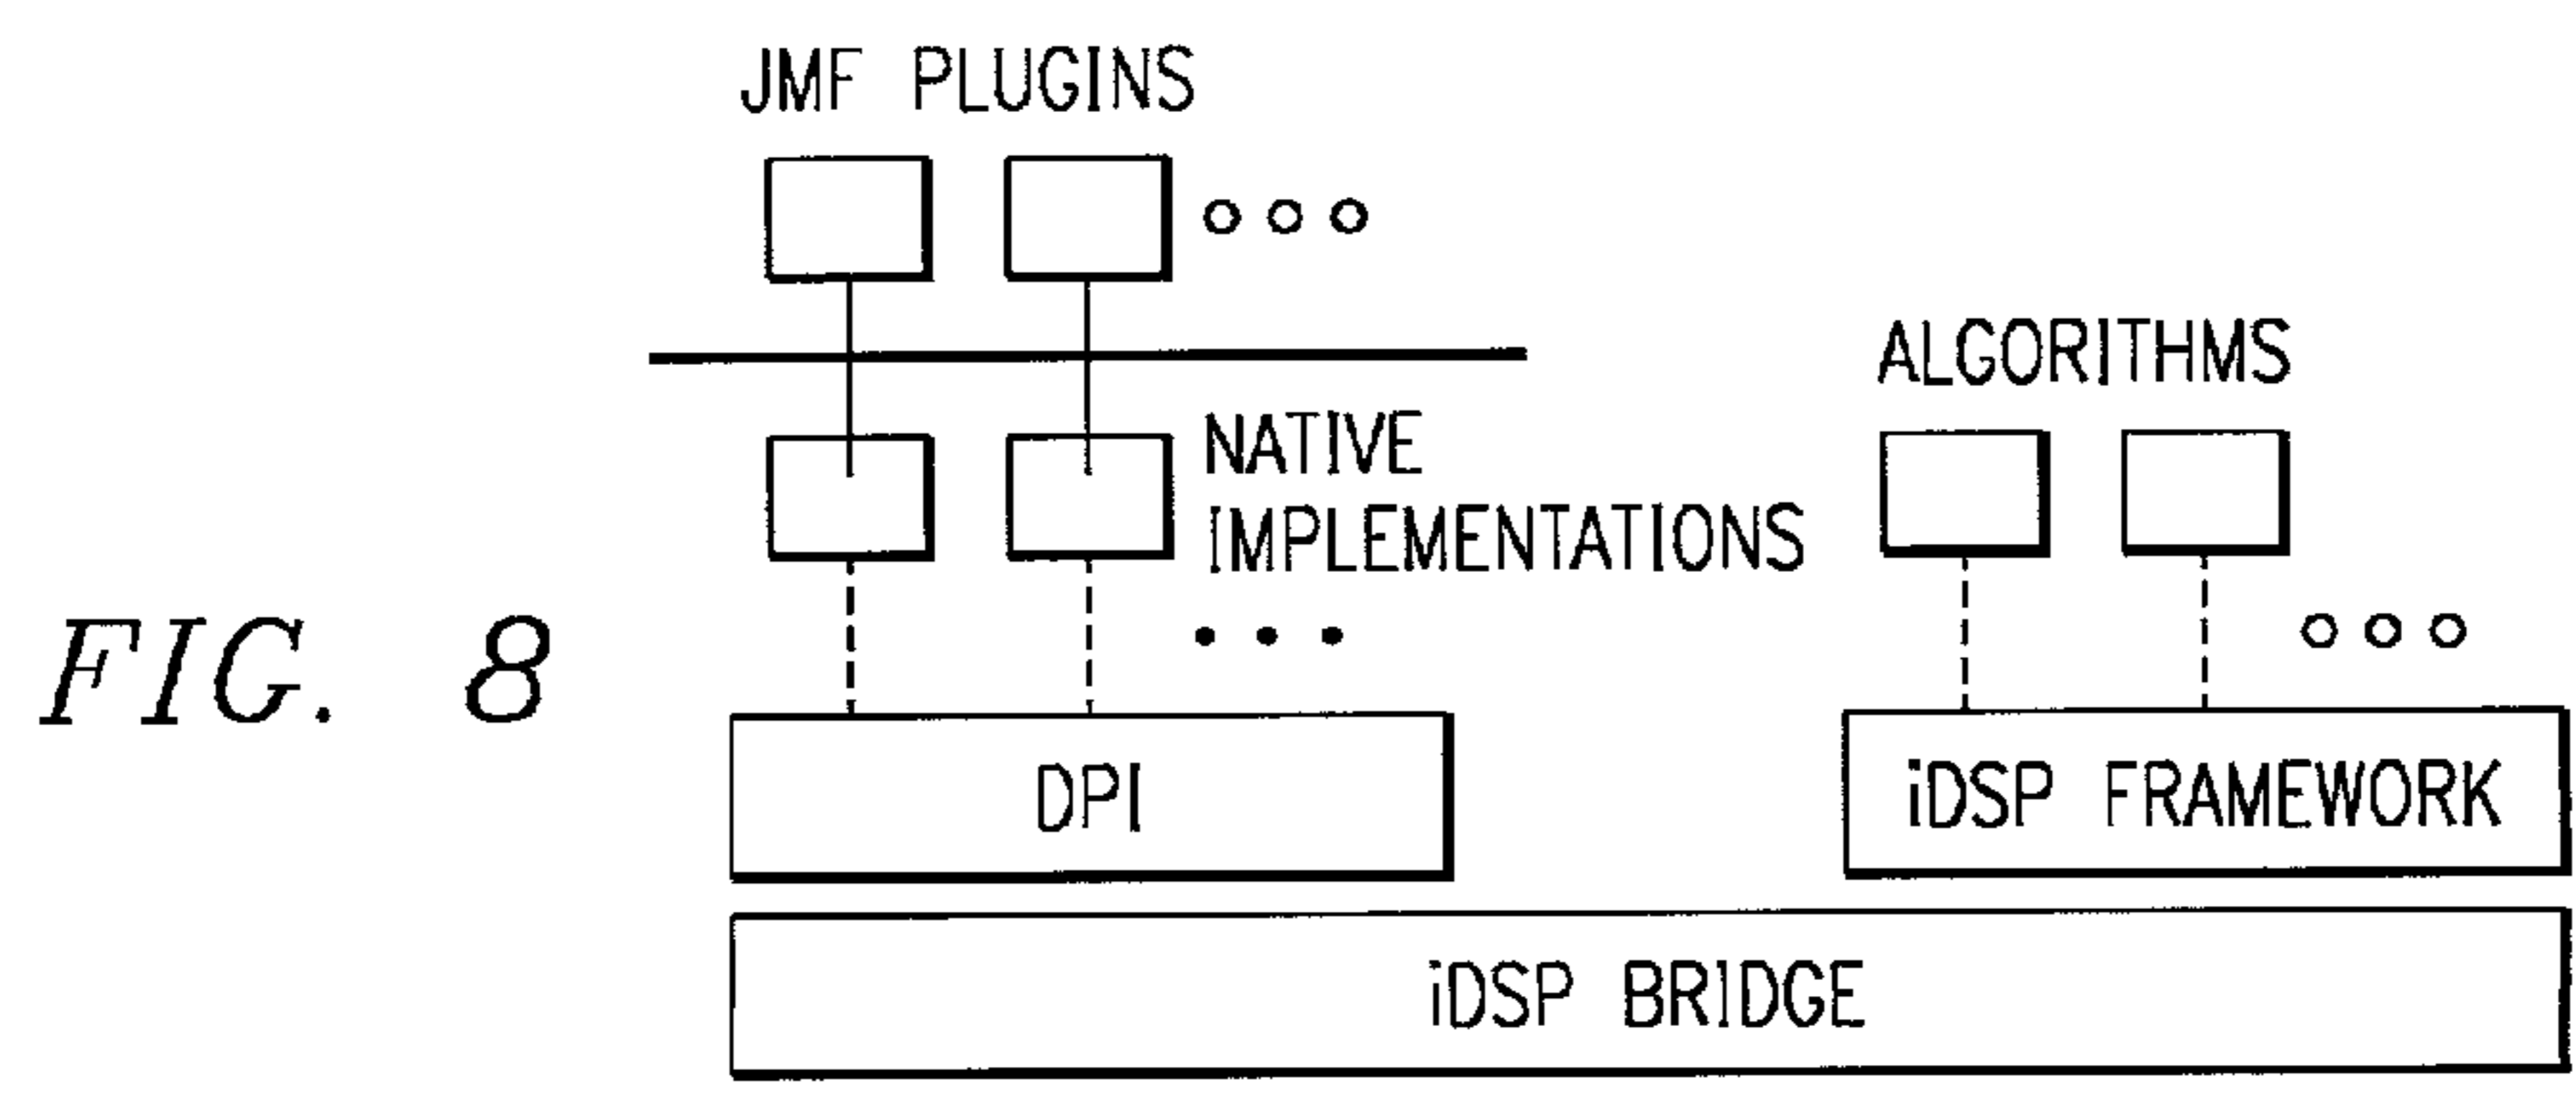 JMF PLUGINS
ALGORITHMS
NATIVE
IMPLEMENTATIONS
FIG. 8
DPI
iDSP FRAMEWORK
iDSP BRIDGE